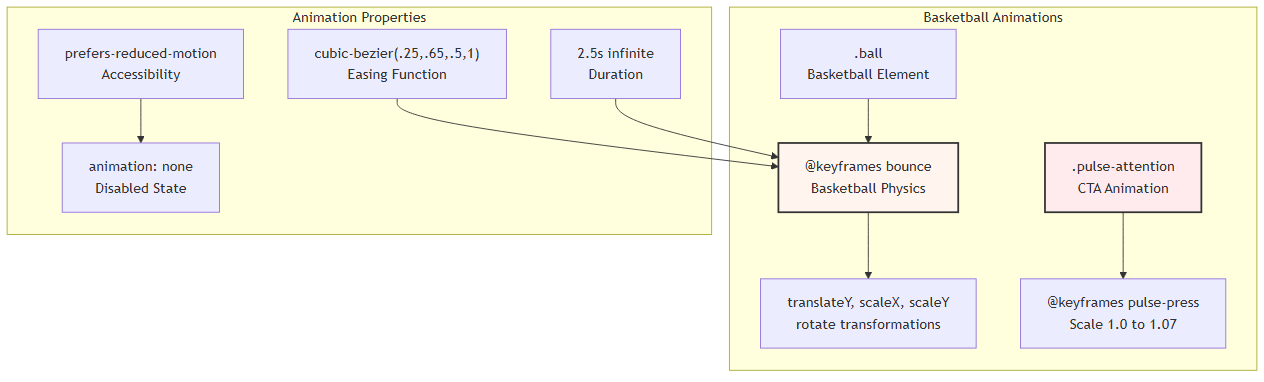 Animation Properties
prefers-reduced-motion
Accessibility
cubic-bezier(.25,.65,.5,1)
Easing Function
2.5s infinite
Duration
animation: none
Disabled State
Basketball Animations
.ball
Basketball Element
@keyframes bounce
Basketball Physics
.pulse-attention
CTA Animation
translateY, scaleX, scaleY
rotate transformations
@keyframes pulse-press
Scale 1.0 to 1.07